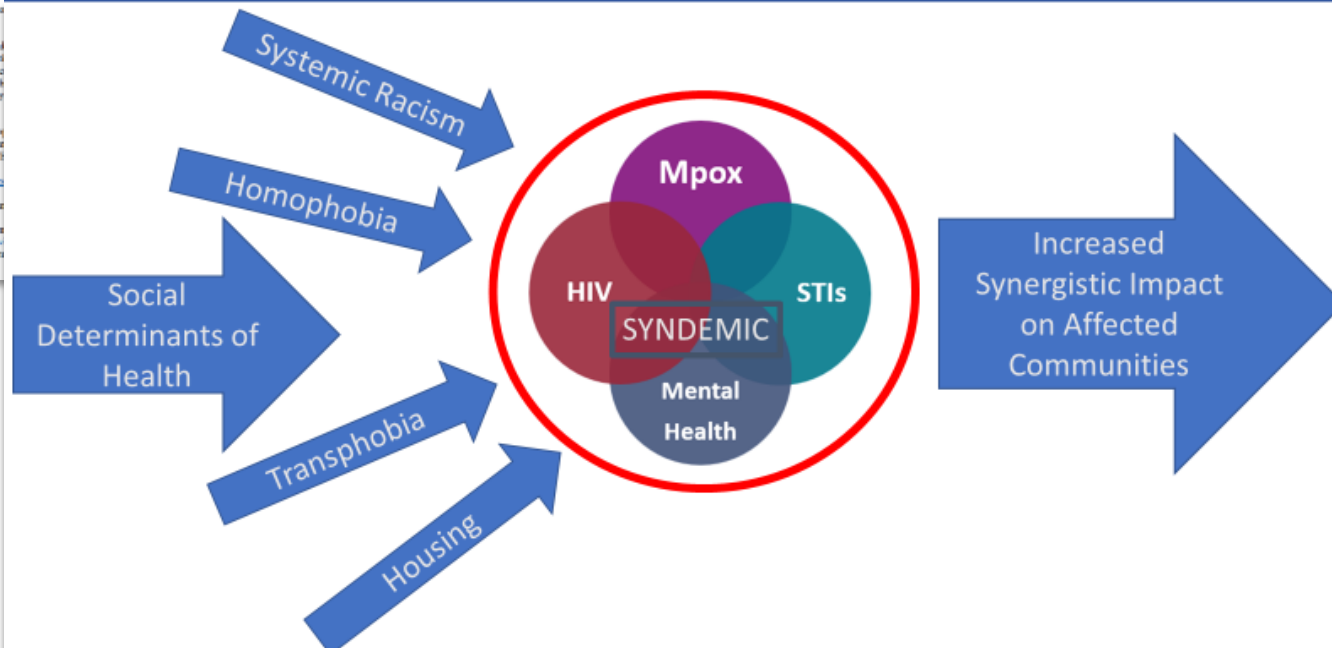 Systemic Racism
Homophobia
Social
Determinants of
Health
Transphobia
Housing
Mpox
HIV
STIs
SYNDEMIC
Mental
Health
Increased
Synergistic Impact
on Affected
Communities